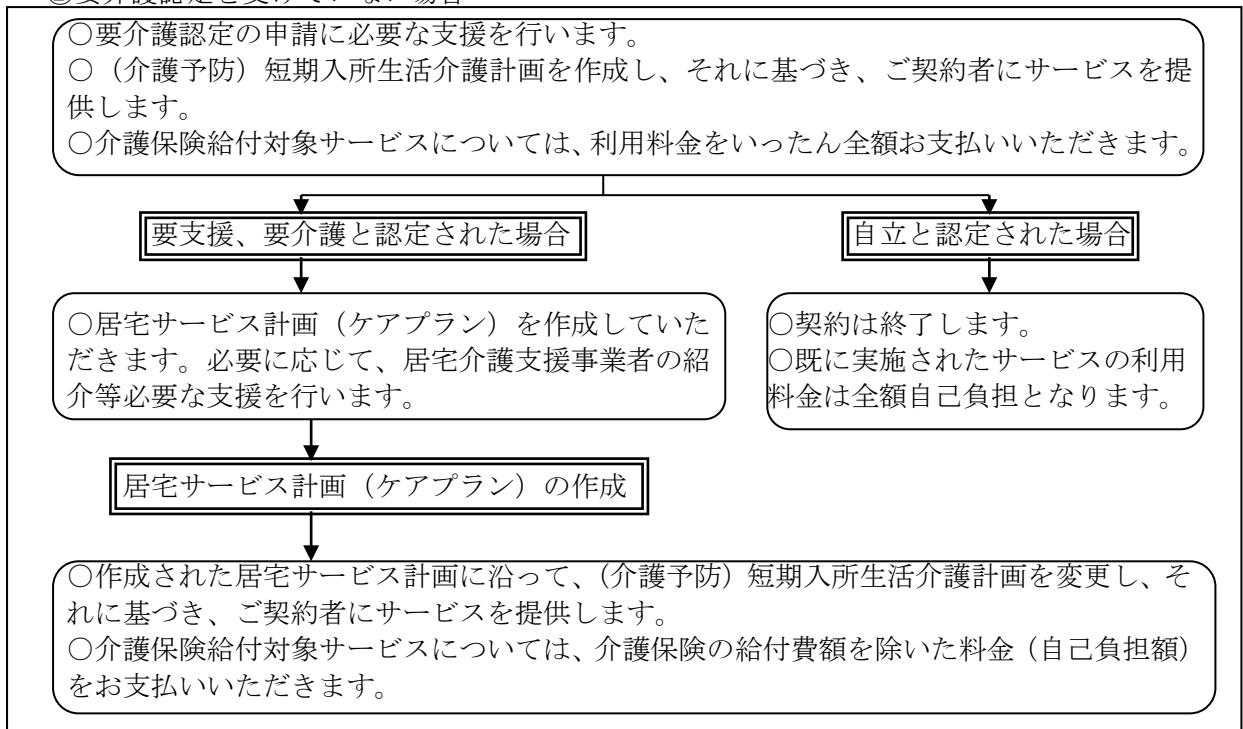 要介護認定を受けていない場合
○要介護認定の申請に必要な支援を行います。
○（介護予防）短期入所生活介護計画を作成し、それに基づき、ご契約者にサービスを提
供します。
○介護保険給付対象サービスについては、利用料金をいったん全額お支払いいただきます。
要支援、要介護と認定された場合
自立と認定された場合
○居宅サービス計画（ケアプラン）を作成していた
だきます。必要に応じて、居宅介護支援事業者の紹
介等必要な支援を行います。
○契約は終了します。
○既に実施されたサービスの利用
料金は全額自己負担となります。
居宅サービス計画（ケアプラン）の作成
○作成された居宅サービス計画に沿って、（介護予防）短期入所生活介護計画を変更し、そ
れに基づき、ご契約者にサービスを提供します。
○介護保険給付対象サービスについては、介護保険の給付費額を除いた料金（自己負担額）
をお支払いいただきます。